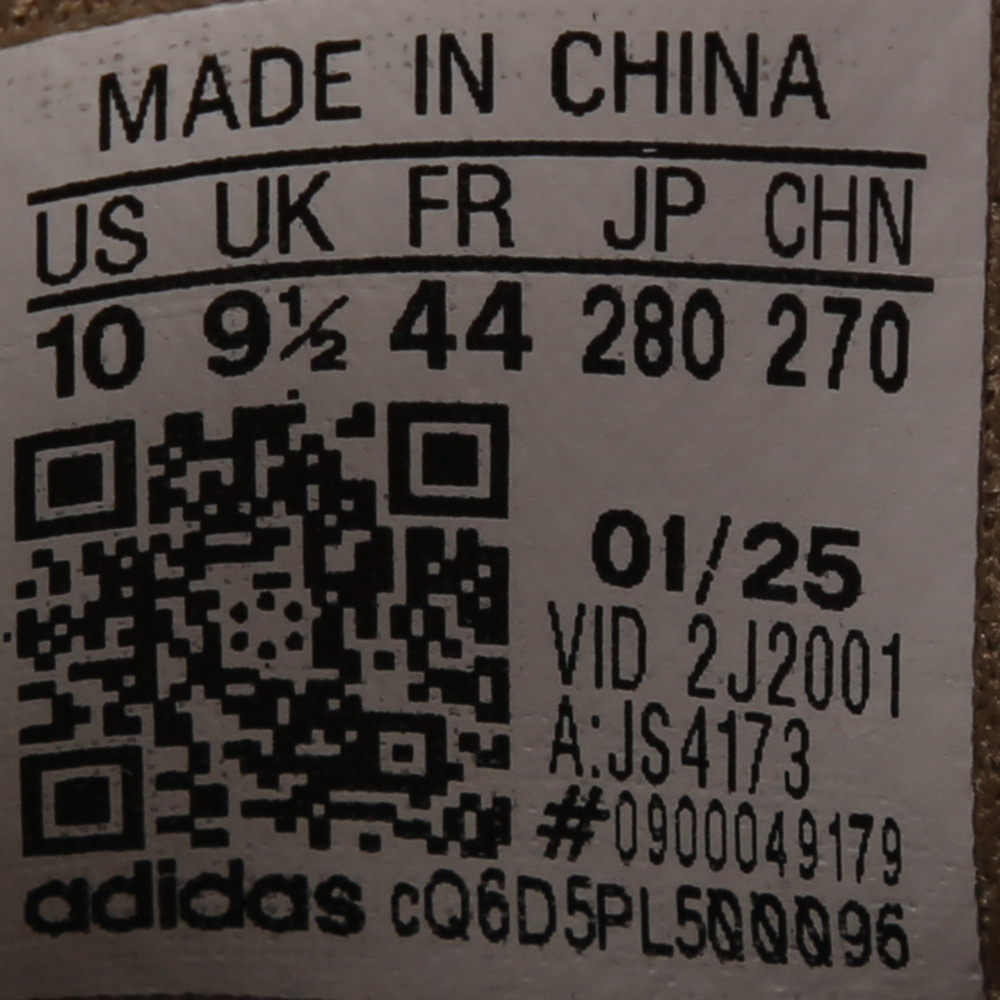 MADE IN CHINA
US UK FR JP CHN
10 9½ 44 280 270
01/25
VID 2J2001
A:JS4173
#0900049179
adidas